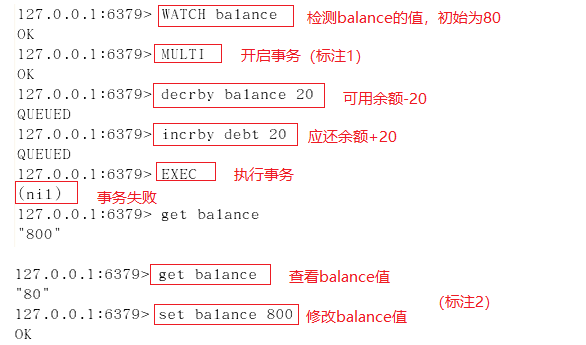 127.0.0.1:6379> WATCH balance 检测balance的值，初始为80
OK
127.0.0.1:6379> MULTI 开启事务（标注1）
OK
127.0.0.1:6379> decrby balance 20 可用余额-20
QUEUED
127.0.0.1:6379> incrby debt 20 应还余额+20
QUEUED
127.0.0.1:6379> EXEC 执行事务
(nil) 事务失败
127.0.0.1:6379> get balance
"800"
127.0.0.1:6379> get balance 查看balance值
"80" （标注2）
127.0.0.1:6379> set balance 800 修改balance值
OK